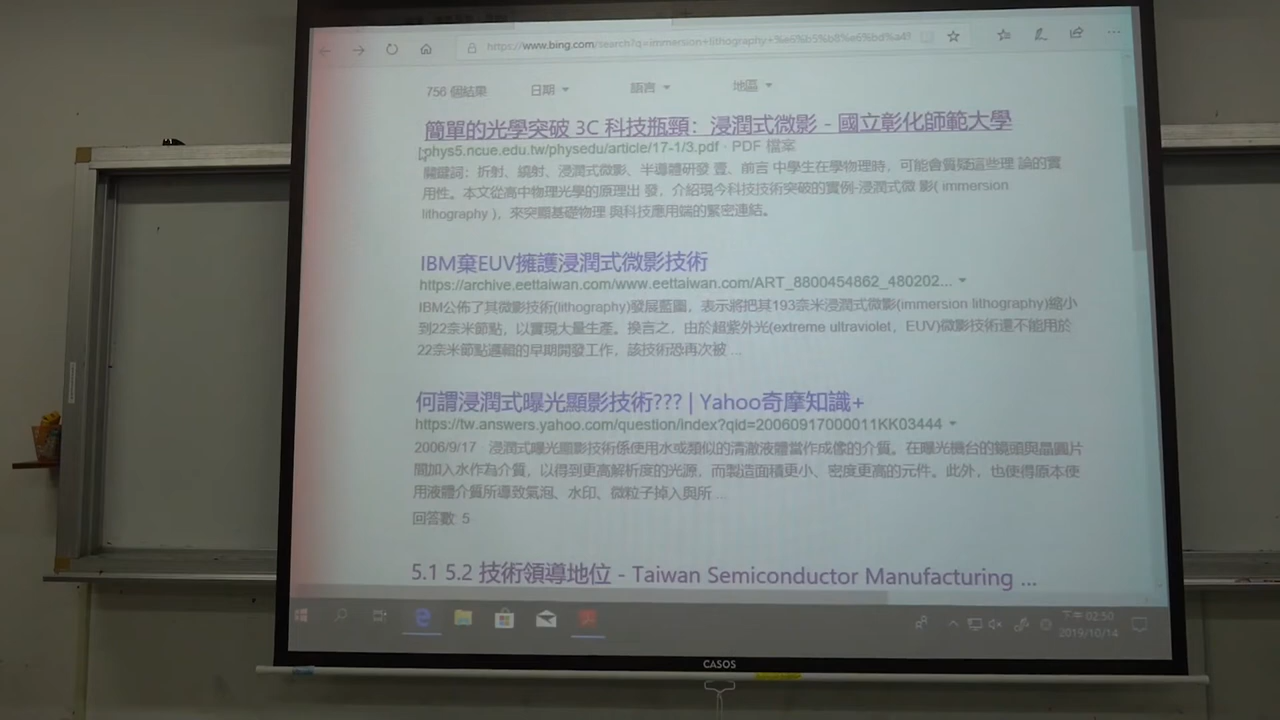 https://www.bing.com/search?q=immersion+lithography+%e6%b5%b8%e6%bd%a4%
756 個結果 日期 語言 地區
簡單的光學突破 3C 科技瓶頸：浸潤式微影 - 國立彰化師範大學
phys5.ncue.edu.tw/physedu/article/17-1/3.pdf · PDF 檔案
關鍵詞：折射、繞射、浸潤式微影、半導體研發 壹、前言 中學生在學物理時，可能會質疑這些理 論的實
用性。本文從高中物理光學的原理出 發，介紹現今科技技術突破的實例-浸潤式微 影( immersion
lithography )，來突顯基礎物理 與科技應用端的緊密連結。
IBM棄EUV擁護浸潤式微影技術
https://archive.eettaiwan.com/www.eettaiwan.com/ART_8800454862_480202...
IBM公佈了其微影技術(lithography)發展藍圖，表示將把其193奈米浸潤式微影(immersion lithography)縮小
到22奈米節點，以實現大量生產。換言之，由於超紫外光(extreme ultraviolet，EUV)微影技術還不能用於
22奈米節點邏輯的早期開發工作，該技術恐再次被 ...
何謂浸潤式曝光顯影技術??? | Yahoo奇摩知識+
https://tw.answers.yahoo.com/question/index?qid=20060917000011KK03444
2006/9/17 浸潤式曝光顯影技術係使用水或類似的清澈液體當作成像的介質。在曝光機台的鏡頭與晶圓片
間加入水作為介質，以得到更高解析度的光源，而製造面積更小、密度更高的元件。此外，也使得原本使
用液體介質所導致氣泡、水印、微粒子掉入與所 ...
回答數: 5
5.1 5.2 技術領導地位 - Taiwan Semiconductor Manufacturing ...
下午 02:50
2019/10/14
CASOS